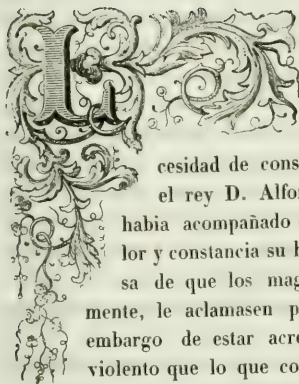 L
cesidad de cons
el rey D. Alfo
habia acompañado
lor y constancia su h
sa de que los mag
mente, le aclamasen p
embargo de estar acre
violento que lo que co